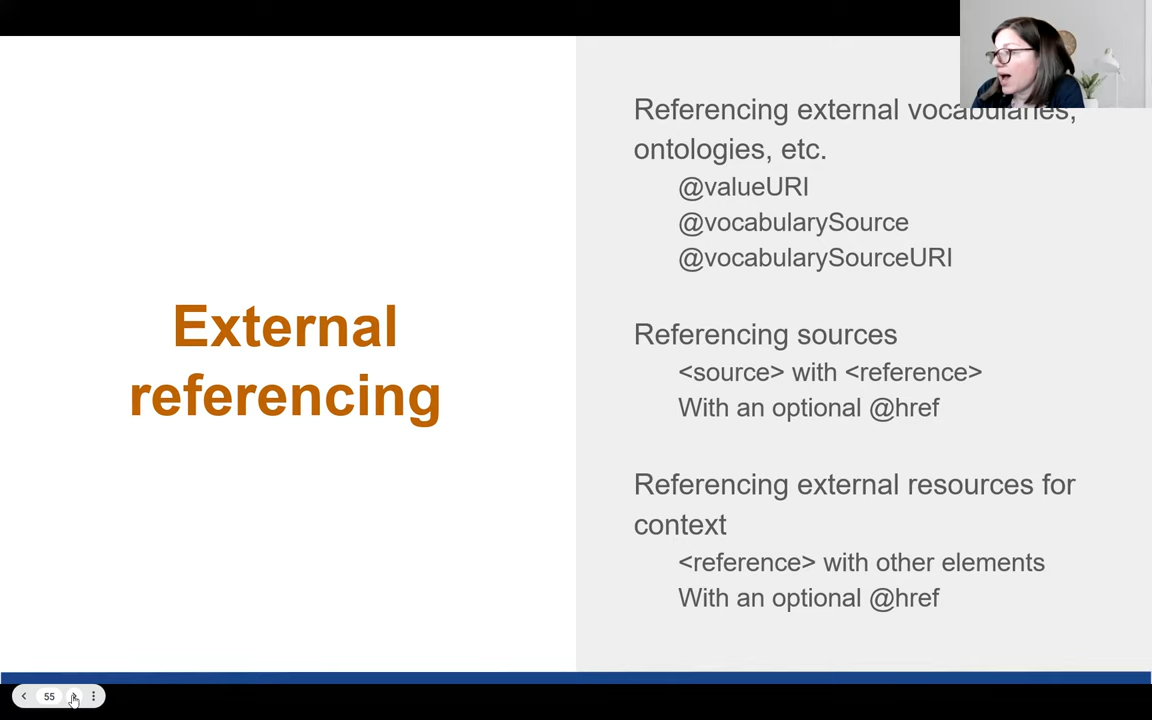 External
referencing
Referencing external vocabularies,
ontologies, etc.
@valueURI
@vocabularySource
@vocabularySourceURI
Referencing sources
<source> with <reference>
With an optional @href
Referencing external resources for
context
<reference> with other elements
With an optional @href
55